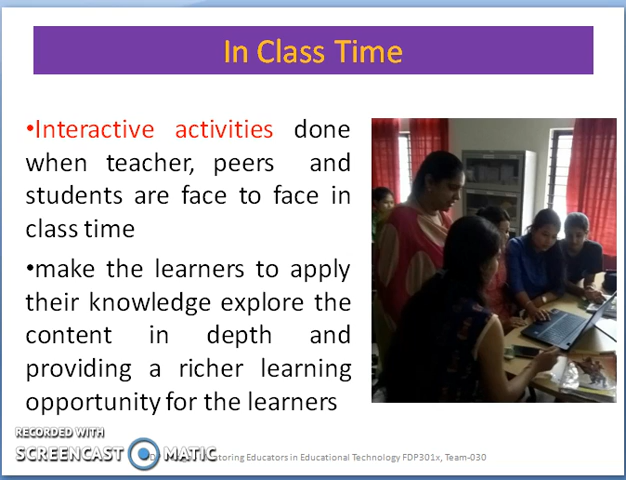 In Class Time
•Interactive activities done
when teacher, peers and
students are face to face in
class time
•make the learners to apply
their knowledge explore the
content in depth and
providing a richer learning
opportunity for the learners
RECORDED WITH
SCREENCAST MATIC
Educators in Educational Technology FDP301x, Team-030